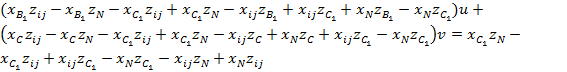 (x_{B_1}z_{ij} − x_{B_1}z_N − x_{C_1}z_{ij} + x_{C_1}z_N − x_{ij}z_{B_1} + x_{ij}z_{C_1} + x_N z_{B_1} − x_N z_{C_1})u +
(x_C z_{ij} − x_C z_N − x_{C_1}z_{ij} + x_{C_1}z_N − x_{ij}z_C + x_N z_C + x_{ij}z_{C_1} − x_N z_{C_1})v = x_{C_1}z_N −
x_{C_1}z_{ij} + x_{ij}z_{C_1} − x_N z_{C_1} − x_{ij}z_N + x_N z_{ij}